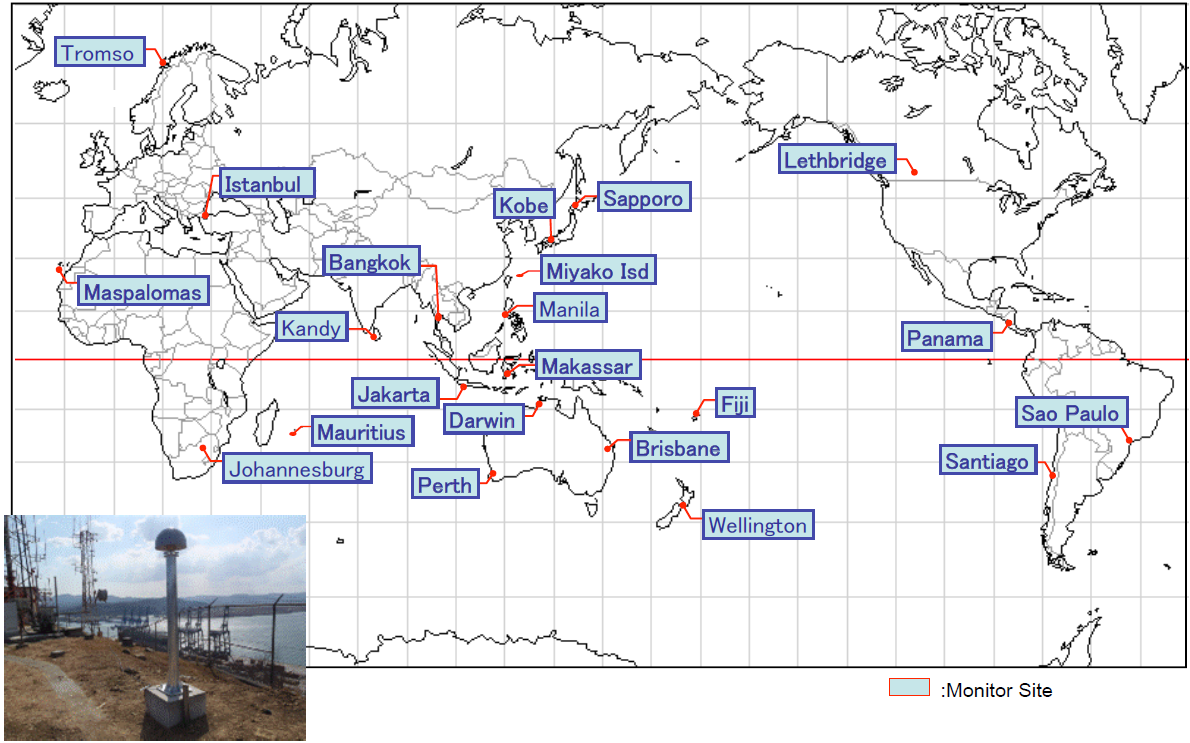 Tromso
Lethbridge
Istanbul
Kobe
Sapporo
Bangkok
Miyako Isd
Maspalomas
Manila
Kandy
Panama
Makassar
Jakarta
Fiji
Darwin
Sao Paulo
Mauritius
Brisbane
Johannesburg
Santiago
Perth
Wellington
:Monitor Site